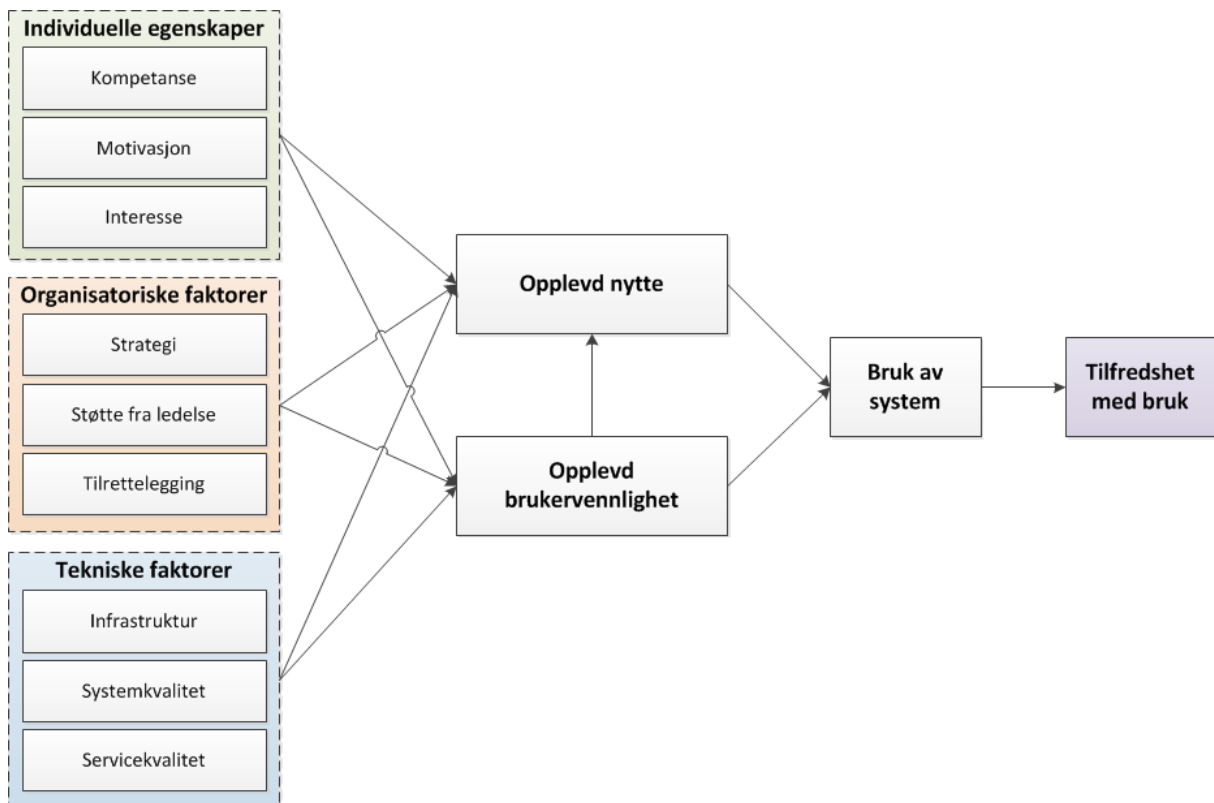 Individuelle egenskaper
Kompetanse
Motivasjon
Interesse
Organisatoriske faktorer
Strategi
Støtte fra ledelse
Tilrettelegging
Tekniske faktorer
Infrastruktur
Systemkvalitet
Servicekvalitet
Opplevd nytte
Opplevd
brukervennlighet
Bruk av
system
Tilfredshet
med bruk